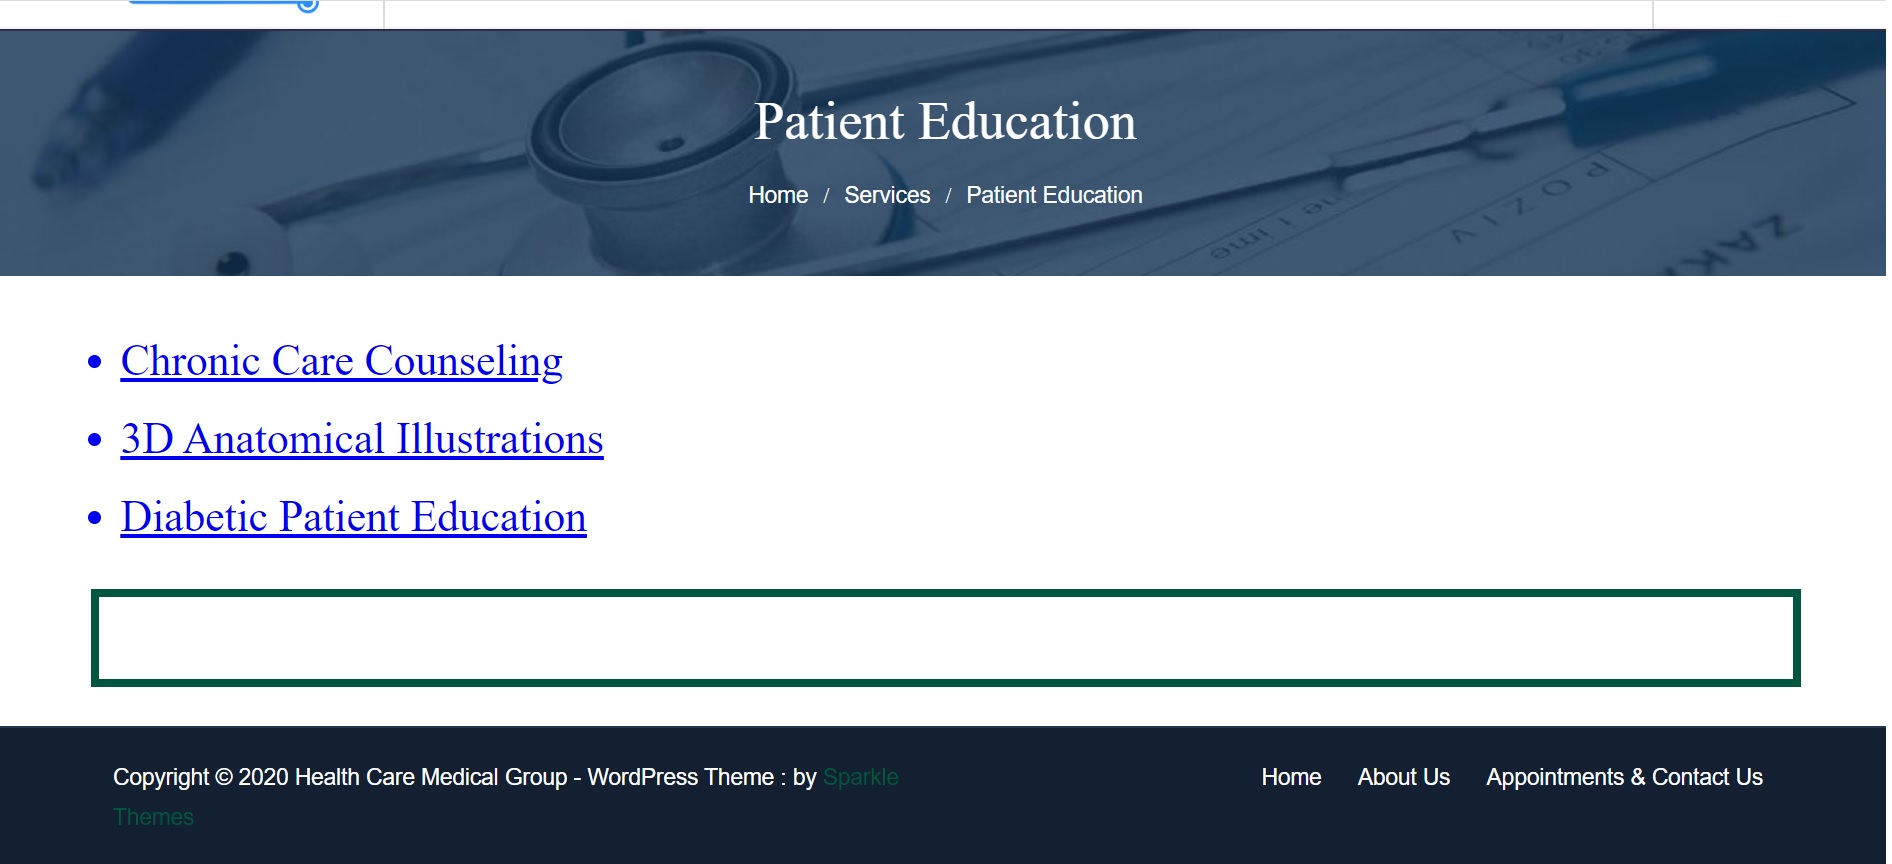 Patient Education
Home / Services / Patient Education
Chronic Care Counseling
3D Anatomical Illustrations
Diabetic Patient Education
Copyright © 2020 Health Care Medical Group - WordPress Theme : by Sparkle
Themes
Home About Us Appointments & Contact Us